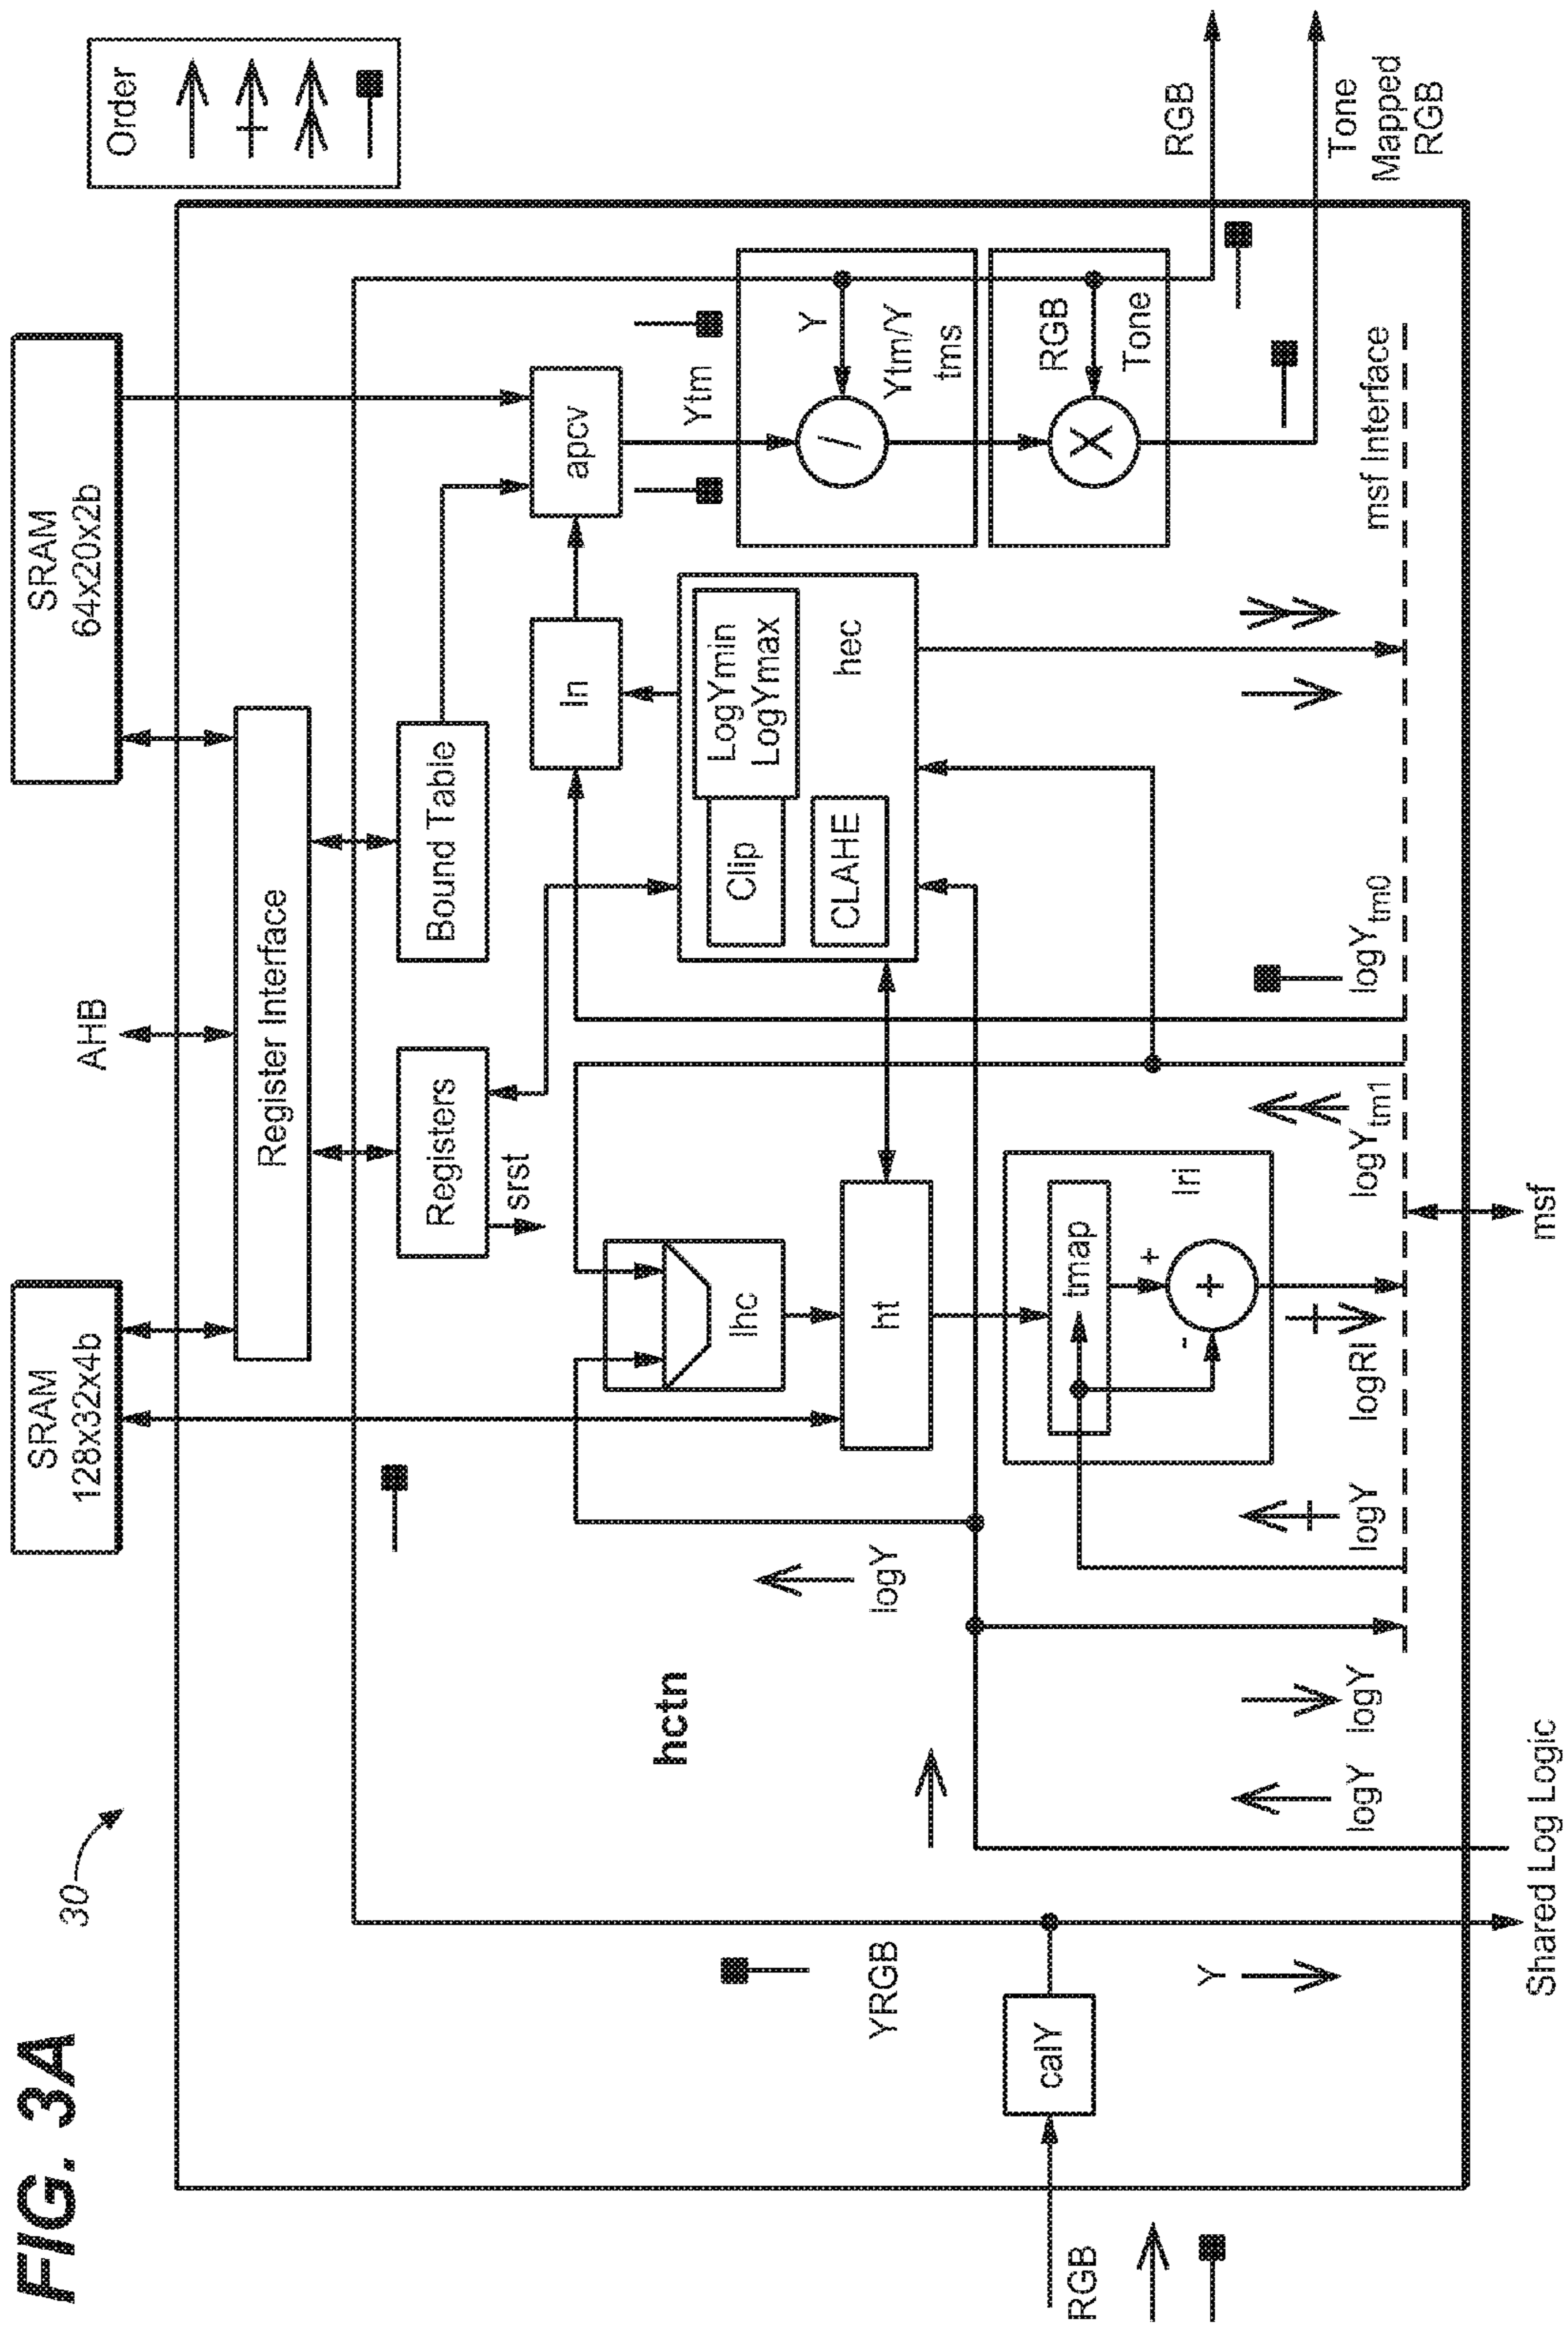 FIG. 3A
30
SRAM
128x32x4b
AHB
SRAM
64x20x2b
Order
Register Interface
Registers
srst
Bound Table
lhc
ht
tmap
lri
+
-
+
ln
apcv
Ytm
LogYmin
LogYmax
Clip
CLAHE
hec
Y
/
Ytm/Y
tms
RGB
X
Tone
RGB
Tone
Mapped
RGB
hctn
logY
YRGB
RGB
calY
Y
logY
logY
logY
logRI
logYtm1
logYtm0
msf Interface
Shared Log Logic
msf